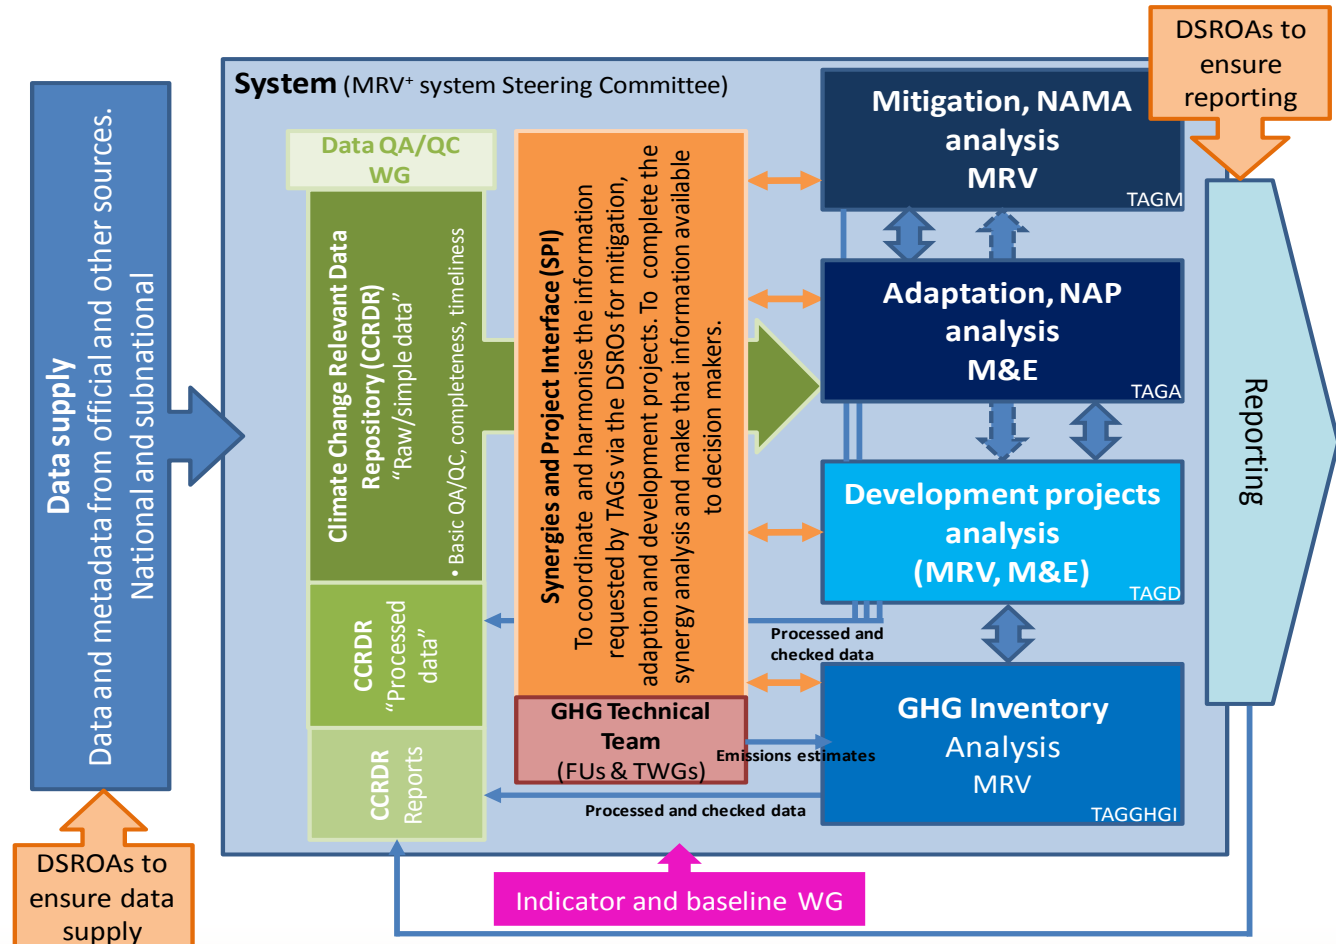 DSROAs to
ensure
reporting
System (MRV+ system Steering Committee)
Data supply
Data and metadata from official and other sources.
National and subnational
DSROAs to
ensure data
supply
Data QA/QC
WG
Climate Change Relevant Data
Repository (CCRDR)
“Raw/simple data”
• Basic QA/QC, completeness, timeliness
CCRDR
“Processed
data”
CCRDR
Reports
Synergies and Project Interface (SPI)
To coordinate and harmonise the information
requested by TAGs via the DSROs for mitigation,
adaption and development projects. To complete the
synergy analysis and make that information available
to decision makers.
GHG Technical
Team
(FUs & TWGs)
Mitigation, NAMA
analysis
MRV
TAGM
Adaptation, NAP
analysis
M&E
TAGA
Development projects
analysis
(MRV, M&E)
TAGD
Processed and
checked data
GHG Inventory
Analysis
MRV
TAGGHGI
Emissions estimates
Processed and checked data
Reporting
Indicator and baseline WG